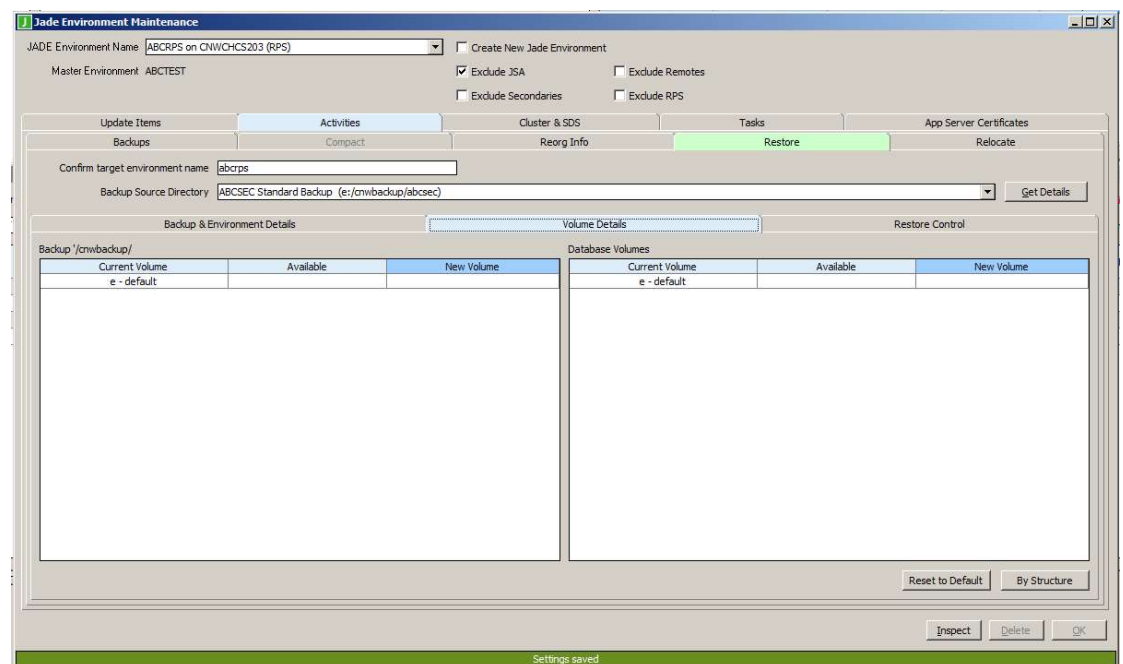 Jade Environment Maintenance
JADE Environment Name ABCRPS on CNWCHCS203 (RPS) Create New Jade Environment
Master Environment ABCTEST Exclude JSA Exclude Remotes
Exclude Secondaries Exclude RPS
Update Items Activities Cluster & SDS Tasks App Server Certificates
Backups Compact Reorg Info Restore Relocate
Confirm target environment name abcrps
Backup Source Directory ABCSEC Standard Backup (e:/cnwbackup/abcsec) Get Details
Backup & Environment Details Volume Details Restore Control
Backup '/cnwbackup/ Database Volumes
Current Volume Available New Volume Current Volume Available New Volume
e - default e - default
Reset to Default By Structure
Inspect Delete OK
Settings saved